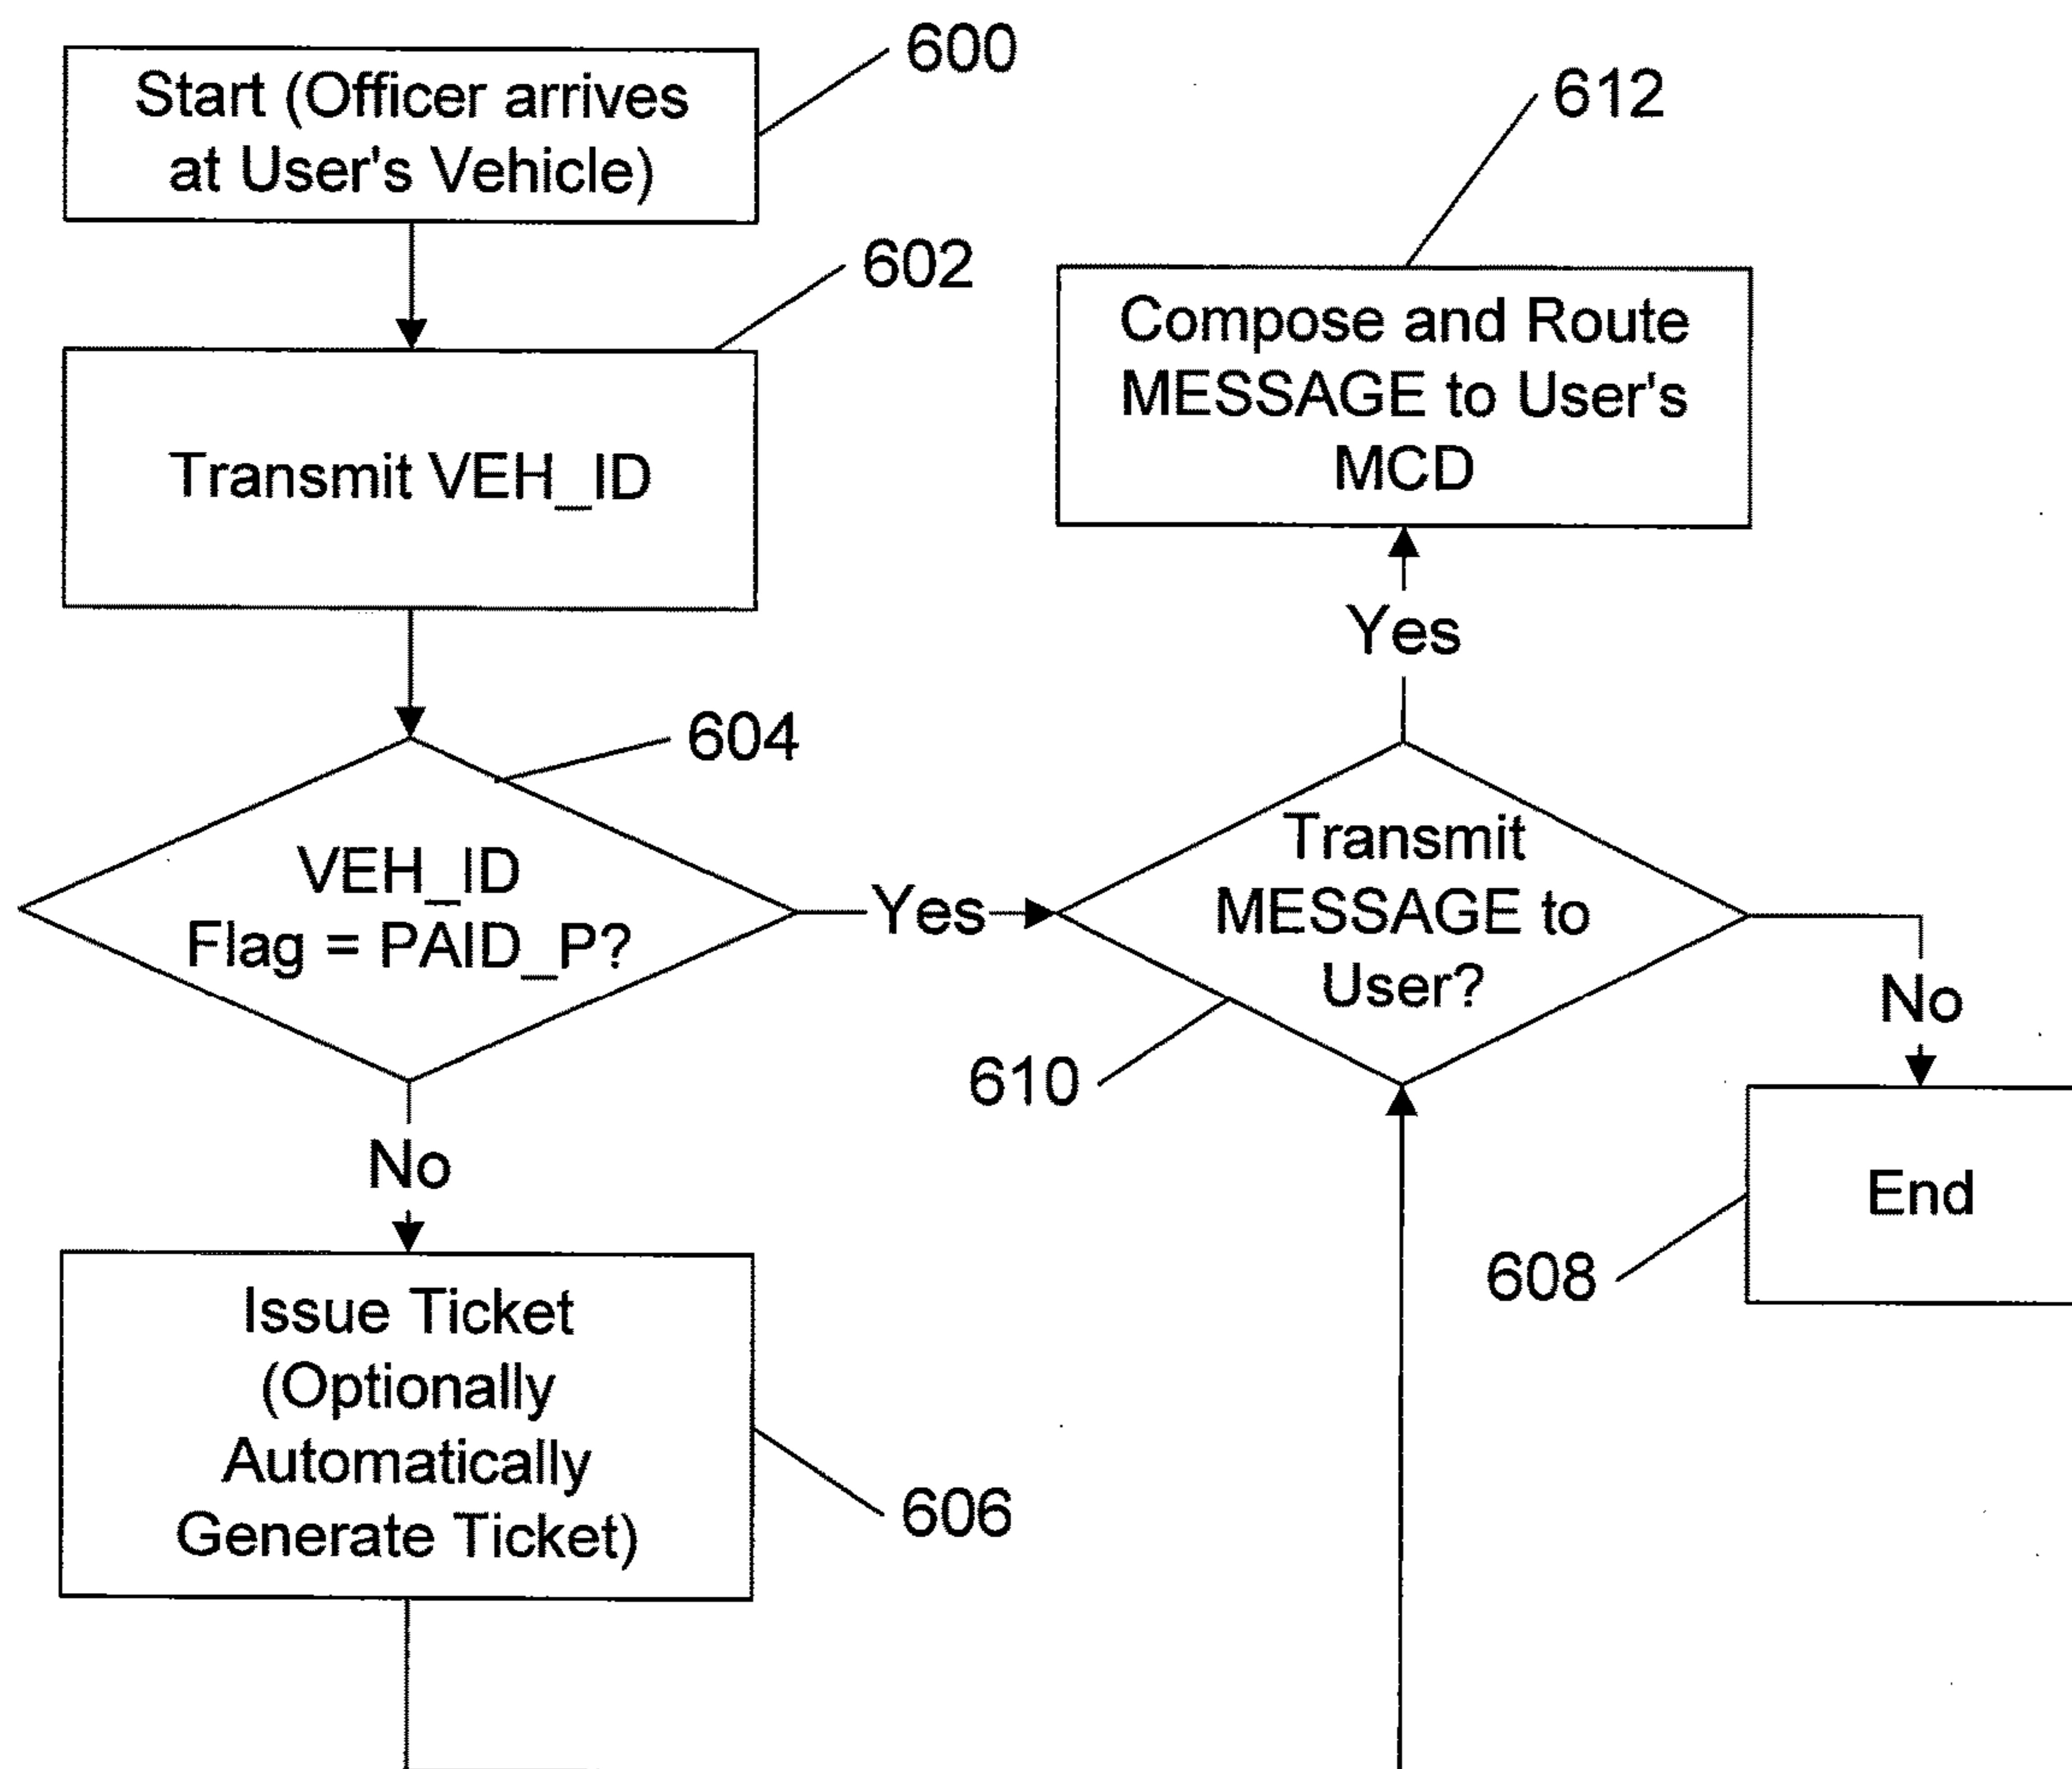 600
Start (Officer arrives
at User's Vehicle)
602
Transmit VEH_ID
604
VEH_ID
Flag = PAID_P?
Yes
No
Issue Ticket
(Optionally
Automatically
Generate Ticket)
606
612
Compose and Route
MESSAGE to User's
MCD
Yes
Transmit
MESSAGE to
User?
610
No
End
608